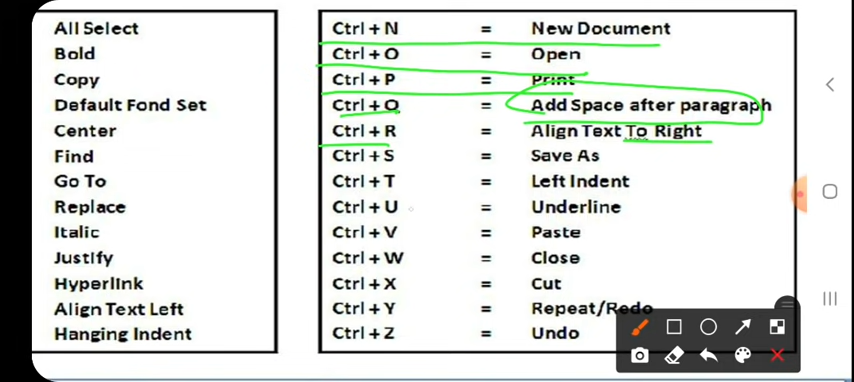 All Select
Bold
Copy
Default Fond Set
Center
Find
Go To
Replace
Italic
Justify
Hyperlink
Align Text Left
Hanging Indent
Ctrl + N = New Document
Ctrl + O = Open
Ctrl + P = Print
Ctrl + Q = Add Space after paragraph
Ctrl + R = Align Text To Right
Ctrl + S = Save As
Ctrl + T = Left Indent
Ctrl + U = Underline
Ctrl + V = Paste
Ctrl + W = Close
Ctrl + X = Cut
Ctrl + Y = Repeat/Redo
Ctrl + Z = Undo